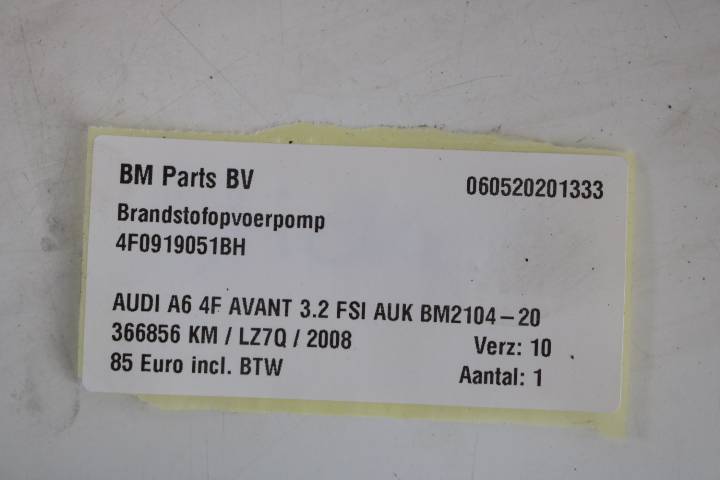 BM Parts BV 060520201333
Brandstofopvoerpomp
4F0919051BH
AUDI A6 4F AVANT 3.2 FSI AUK BM2104-20
366856 KM / LZ7Q / 2008 Verz: 10
85 Euro incl. BTW Aantal: 1